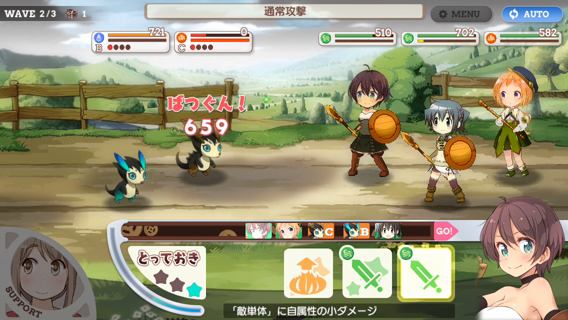 WAVE 2/3 1
通常攻撃
MENU
AUTO
721
B
0
C
510
702
582
ばつぐん!
659
C
B
GO!
とっておき
SUPPORT
「敵単体」に自属性の小ダメージ